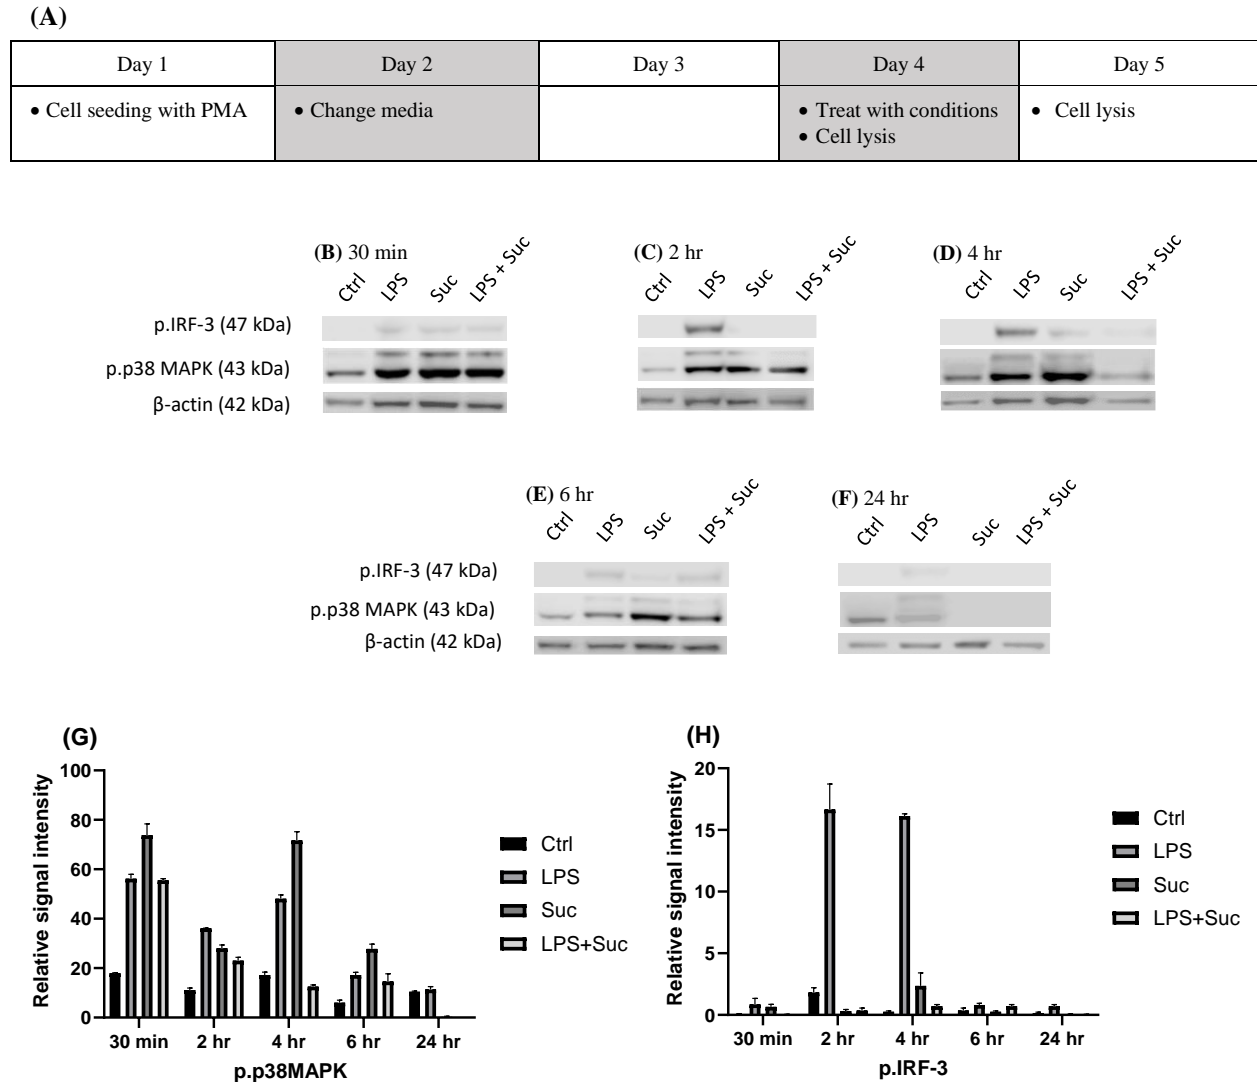 (A)
Day 1
Day 2
Day 3
Day 4
Day 5
• Cell seeding with PMA
• Change media
• Treat with conditions
• Cell lysis
• Cell lysis
(B) 30 min
Ctrl
LPS
Suc
LPS + Suc
(C) 2 hr
Ctrl
LPS
Suc
LPS + Suc
(D) 4 hr
Ctrl
LPS
Suc
LPS + Suc
p.IRF-3 (47 kDa)
p.p38 MAPK (43 kDa)
β-actin (42 kDa)
(E) 6 hr
Ctrl
LPS
Suc
LPS + Suc
(F) 24 hr
Ctrl
LPS
Suc
LPS + Suc
p.IRF-3 (47 kDa)
p.p38 MAPK (43 kDa)
β-actin (42 kDa)
(G)
Relative signal intensity
100
80
60
40
20
0
30 min
2 hr
4 hr
6 hr
24 hr
p.p38MAPK
Ctrl
LPS
Suc
LPS+Suc
(H)
Relative signal intensity
20
15
10
5
0
30 min
2 hr
4 hr
6 hr
24 hr
p.IRF-3
Ctrl
LPS
Suc
LPS+Suc